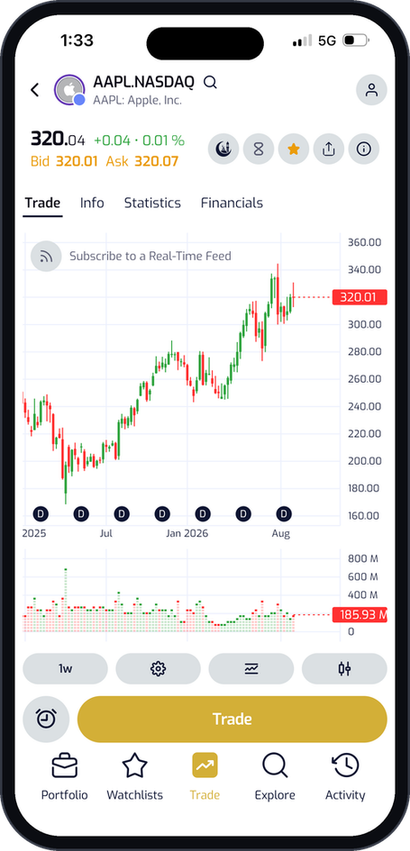 1:33 5G
AAPL.NASDAQ
AAPL: Apple, Inc.
320.04 +0.04 · 0.01 %
Bid 320.01 Ask 320.07
Trade Info Statistics Financials
Subscribe to a Real-Time Feed
360.00
340.00
320.01
300.00
280.00
260.00
240.00
220.00
200.00
180.00
160.00
D D D D D D D
2025 Jul Jan 2026 Aug
800 M
600 M
400 M
185.93 M
0
1w
Trade
Portfolio Watchlists Trade Explore Activity